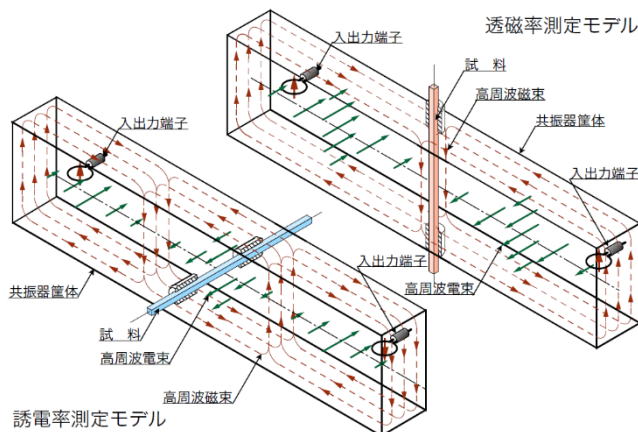 透磁率測定モデル
入出力端子
試 料
高周波磁束
共振器筐体
入出力端子
入出力端子
高周波電束
入出力端子
共振器筐体
試 料
高周波電束
高周波磁束
誘電率測定モデル